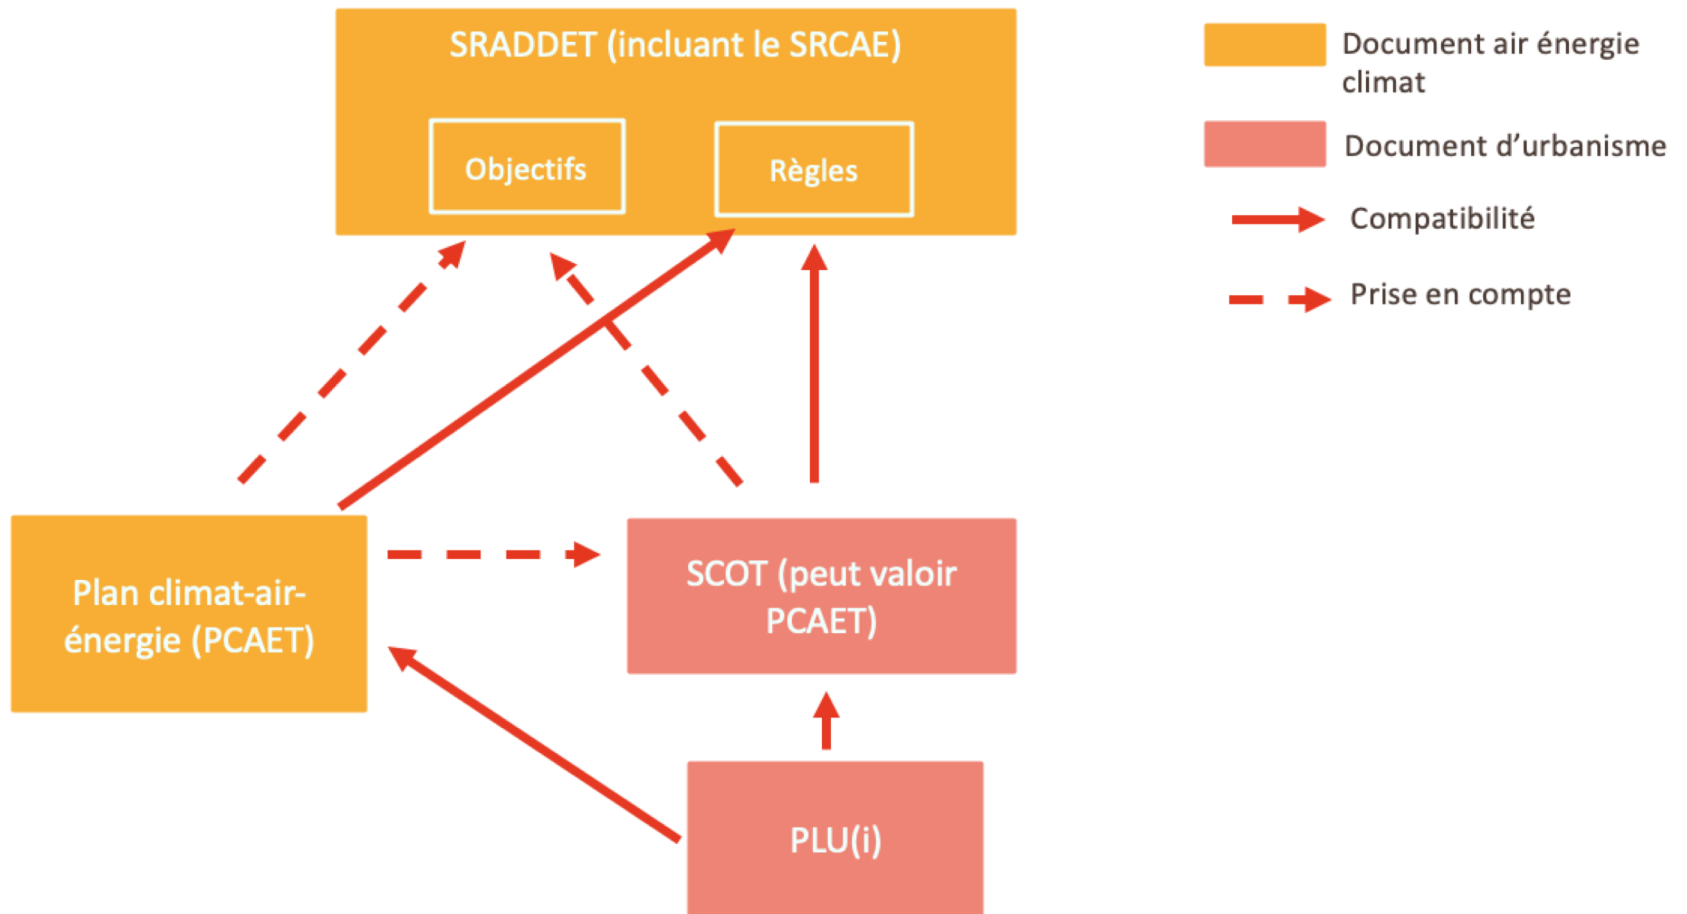 SRADDET (incluant le SRCAE)
Objectifs
Règles
Document air énergie
climat
Document d’urbanisme
Compatibilité
Prise en compte
Plan climat-air-
énergie (PCAET)
SCOT (peut valoir
PCAET)
PLU(i)